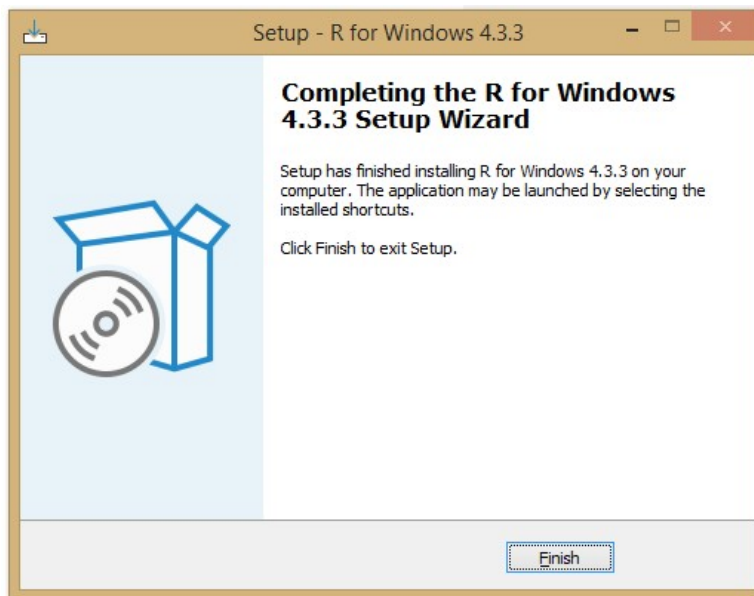 Setup - R for Windows 4.3.3
Completing the R for Windows
4.3.3 Setup Wizard
Setup has finished installing R for Windows 4.3.3 on your
computer. The application may be launched by selecting the
installed shortcuts.
Click Finish to exit Setup.
Finish